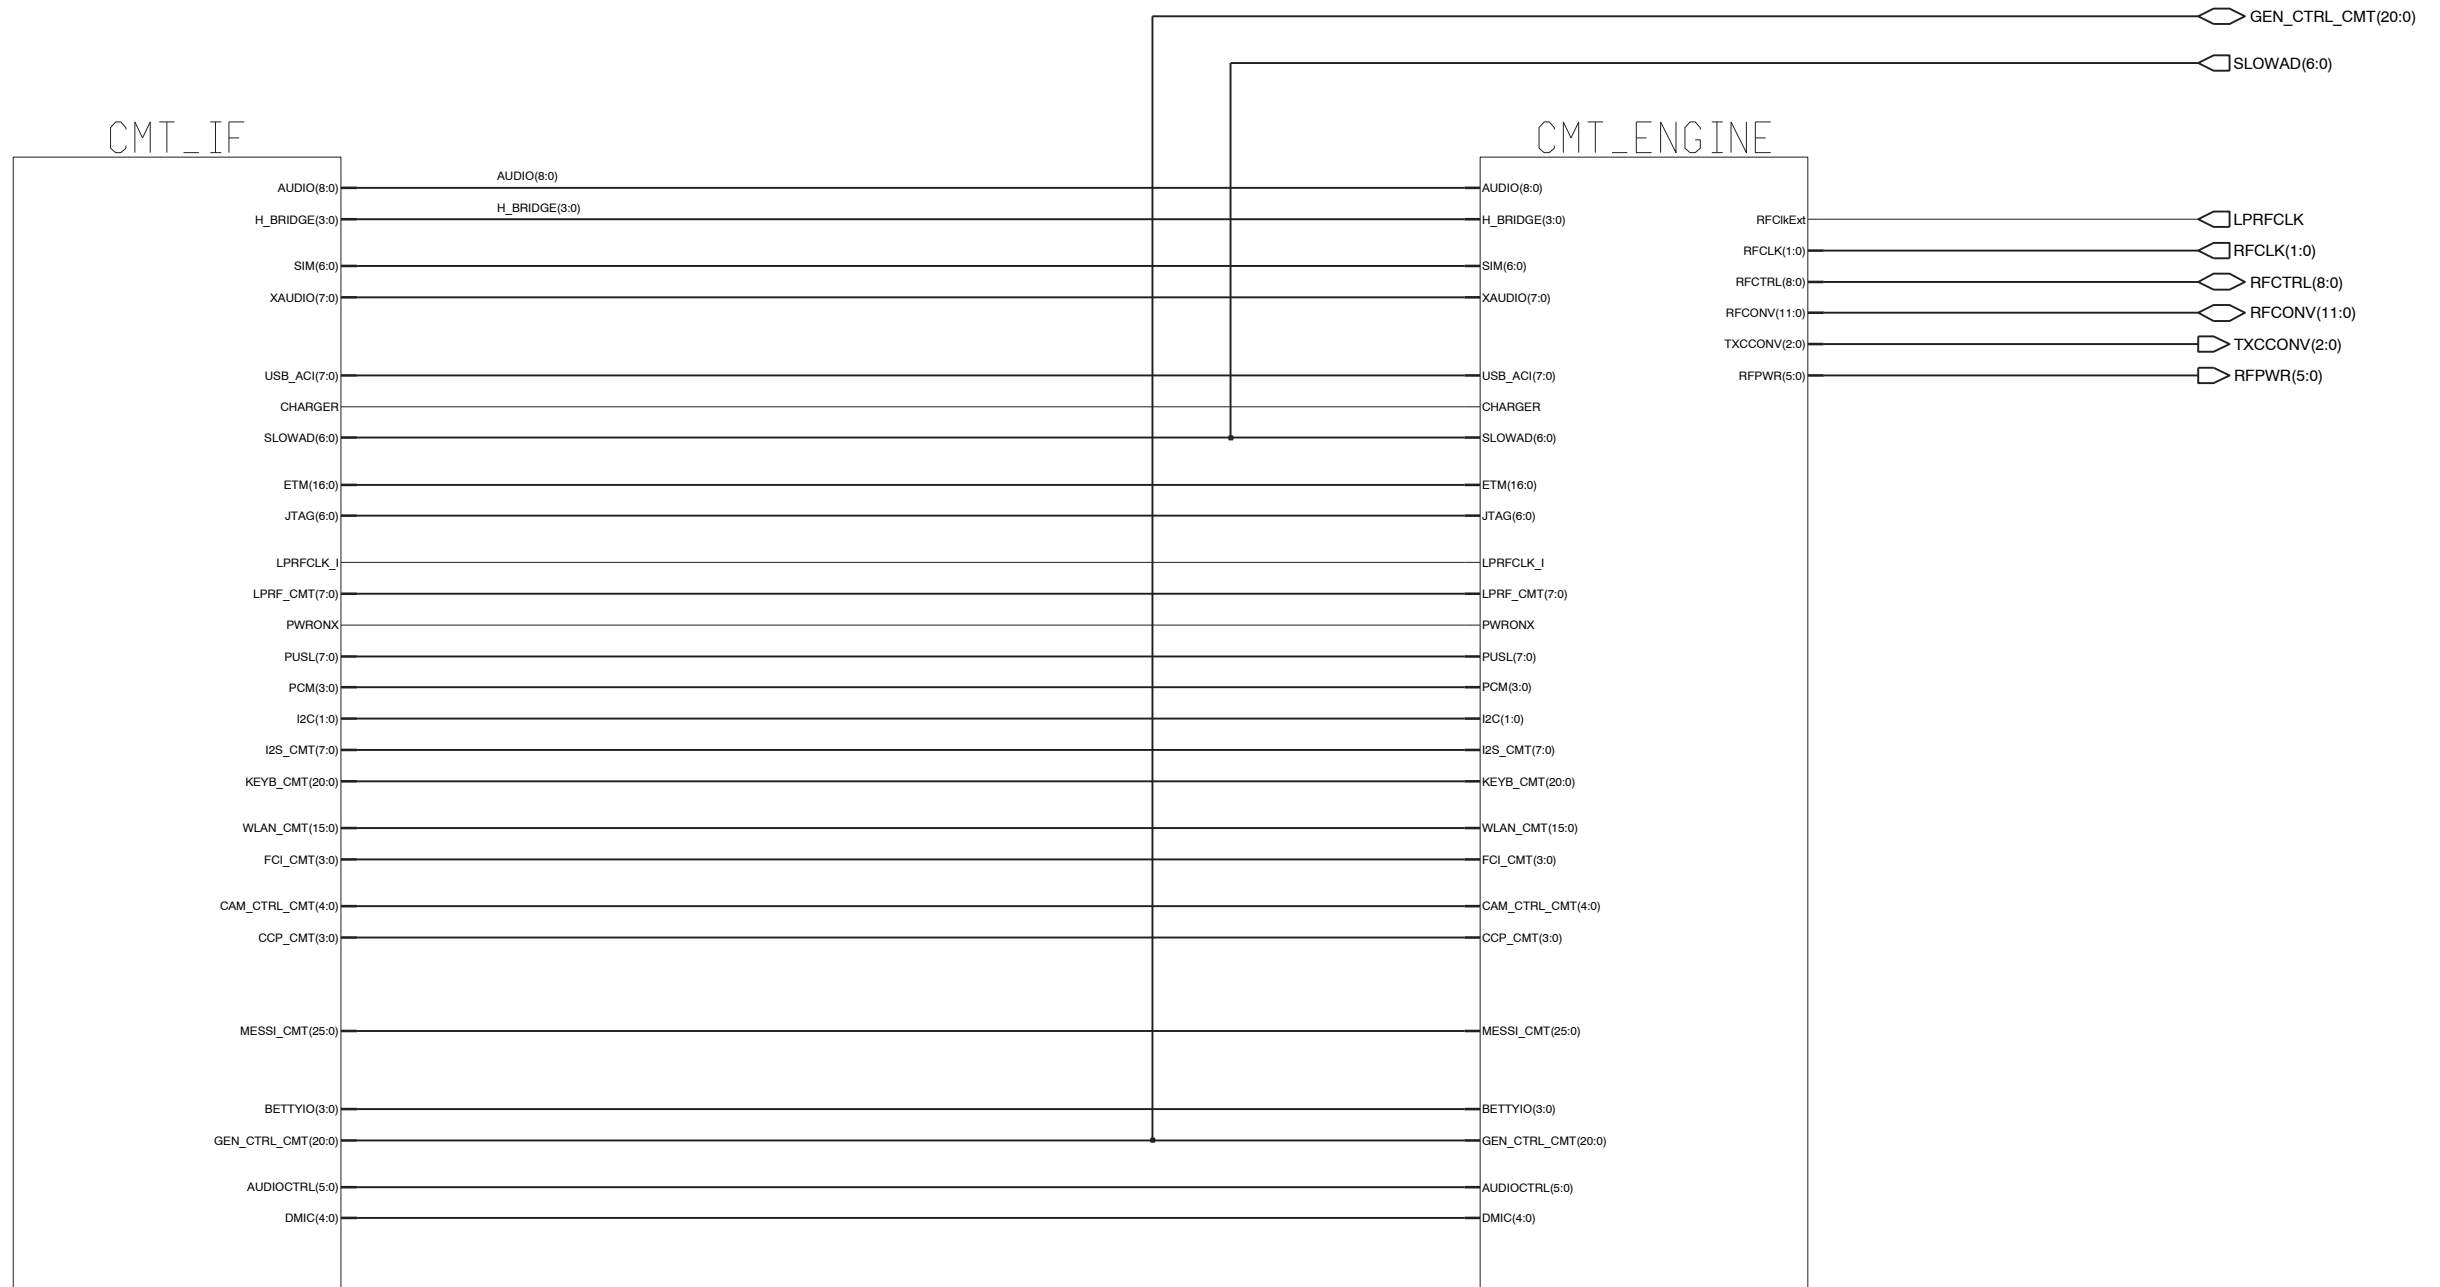 GEN_CTRL_CMT(20:0)
SLOWAD(6:0)
CMT_IF
CMT_ENGINE
AUDIO(8:0) AUDIO(8:0) AUDIO(8:0)
H_BRIDGE(3:0) H_BRIDGE(3:0) H_BRIDGE(3:0) RFClkExt LPRFCLK
RFCLK(1:0) RFCLK(1:0)
SIM(6:0) SIM(6:0)
RFCTRL(8:0) RFCTRL(8:0)
XAUDIO(7:0) XAUDIO(7:0)
RFCONV(11:0) RFCONV(11:0)
TXCCONV(2:0) TXCCONV(2:0)
USB_ACI(7:0) USB_ACI(7:0) RFPWR(5:0) RFPWR(5:0)
CHARGER CHARGER
SLOWAD(6:0) SLOWAD(6:0)
ETM(16:0) ETM(16:0)
JTAG(6:0) JTAG(6:0)
LPRFCLK_I LPRFCLK_I
LPRF_CMT(7:0) LPRF_CMT(7:0)
PWRONX PWRONX
PUSL(7:0) PUSL(7:0)
PCM(3:0) PCM(3:0)
I2C(1:0) I2C(1:0)
I2S_CMT(7:0) I2S_CMT(7:0)
KEYB_CMT(20:0) KEYB_CMT(20:0)
WLAN_CMT(15:0) WLAN_CMT(15:0)
FCI_CMT(3:0) FCI_CMT(3:0)
CAM_CTRL_CMT(4:0) CAM_CTRL_CMT(4:0)
CCP_CMT(3:0) CCP_CMT(3:0)
MESSI_CMT(25:0) MESSI_CMT(25:0)
BETTYIO(3:0) BETTYIO(3:0)
GEN_CTRL_CMT(20:0) GEN_CTRL_CMT(20:0)
AUDIOCTRL(5:0) AUDIOCTRL(5:0)
DMIC(4:0) DMIC(4:0)